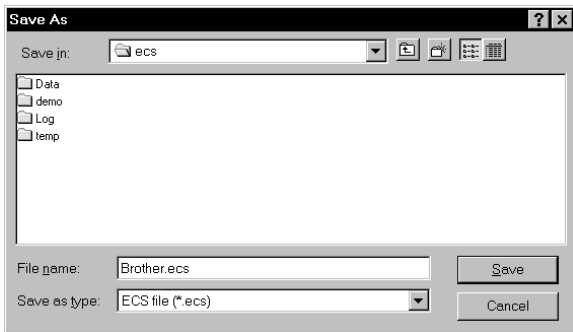 Save As
Save in: ecs
Data
demo
Log
temp
File name: Brother.ecs Save
Save as type: ECS file (*.ecs) Cancel